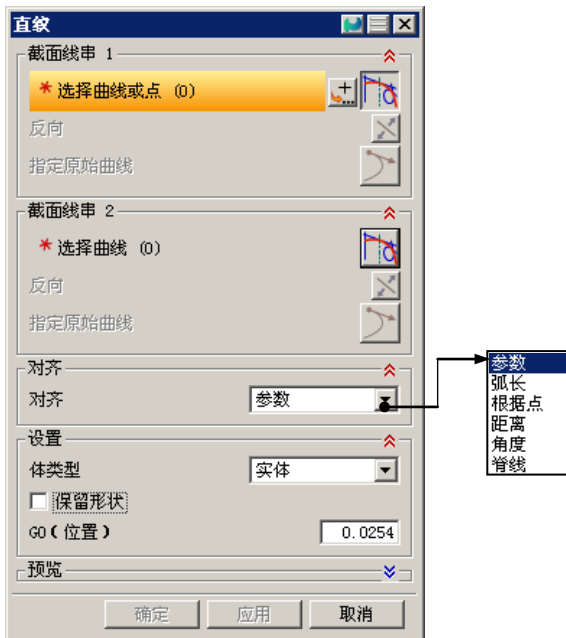 直纹
截面线串 1
* 选择曲线或点 (0)
反向
指定原始曲线
截面线串 2
* 选择曲线 (0)
反向
指定原始曲线
对齐
对齐 参数
设置
体类型 实体
保留形状
G0(位置) 0.0254
预览
确定 应用 取消
参数
弧长
根据点
距离
角度
脊线